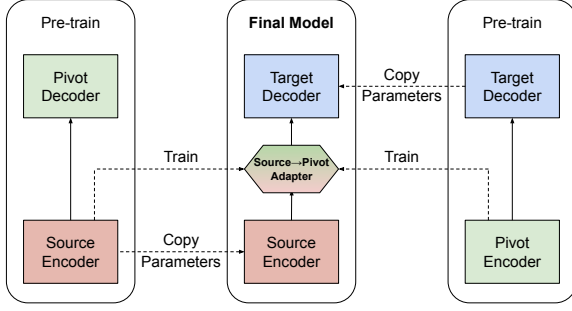 Pre-train
Final Model
Pre-train
Pivot
Decoder
Target
Decoder
Copy
Parameters
Target
Decoder
Train
Source→Pivot
Adapter
Train
Source
Encoder
Copy
Parameters
Source
Encoder
Pivot
Encoder